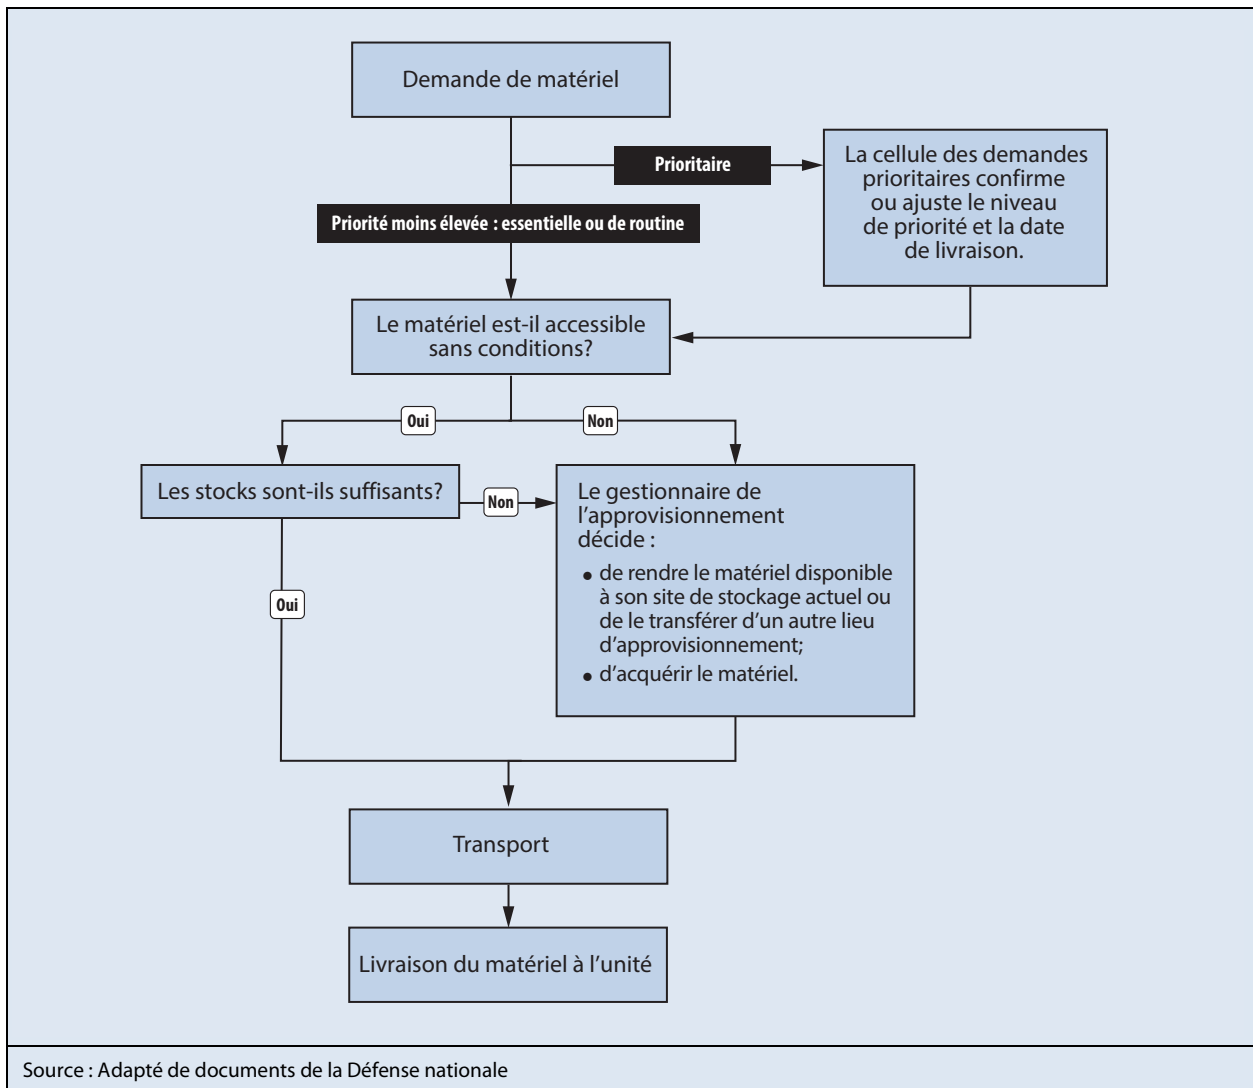 Demande de matériel
Prioritaire
La cellule des demandes
prioritaires confirme
ou ajuste le niveau
de priorité et la date
de livraison.
Priorité moins élevée : essentielle ou de routine
Le matériel est-il accessible
sans conditions?
Oui
Non
Les stocks sont-ils suffisants?
Non
Le gestionnaire de
l’approvisionnement
décide :
• de rendre le matériel disponible
à son site de stockage actuel ou
de le transférer d’un autre lieu
d’approvisionnement;
• d’acquérir le matériel.
Oui
Transport
Livraison du matériel à l’unité
Source : Adapté de documents de la Défense nationale